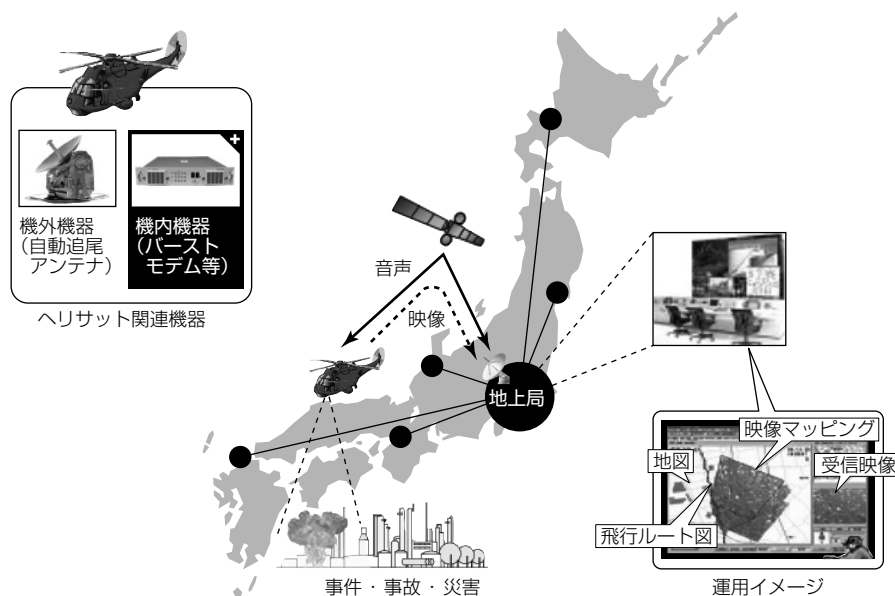 機外機器
(自動追尾
アンテナ)
機内機器
(バースト
モデム等)
ヘリサット関連機器
音声
映像
地上局
事件・事故・災害
映像マッピング
地図
受信映像
飛行ルート図
運用イメージ